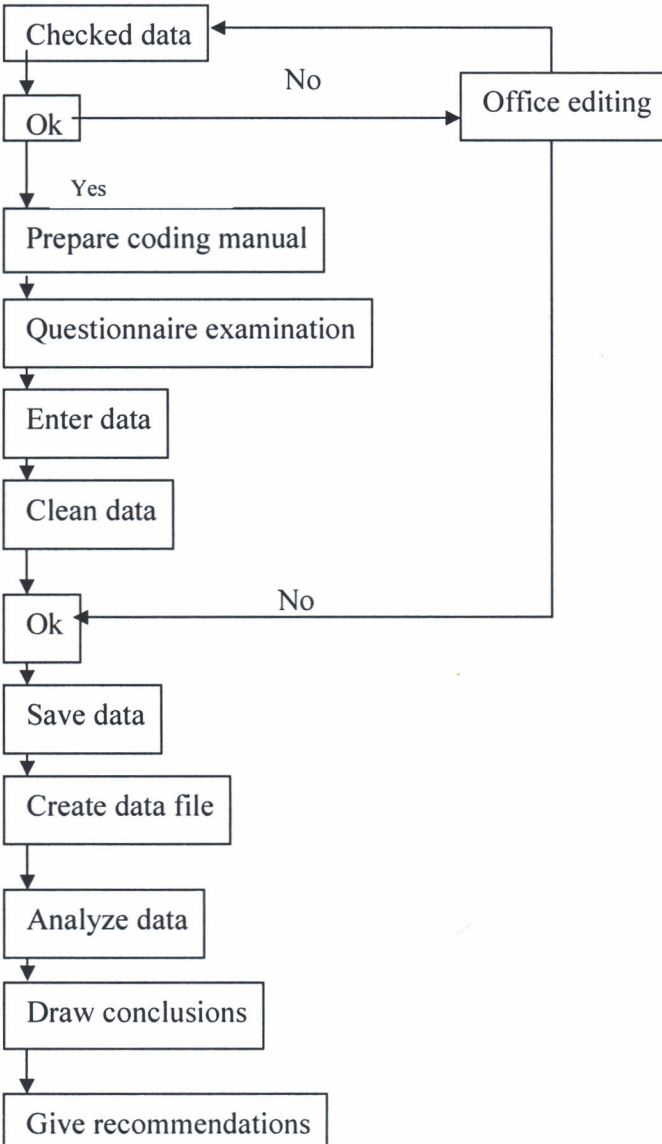 Checked data
No
Office editing
Ok
Yes
Prepare coding manual
Questionnaire examination
Enter data
Clean data
No
Ok
Save data
Create data file
Analyze data
Draw conclusions
Give recommendations